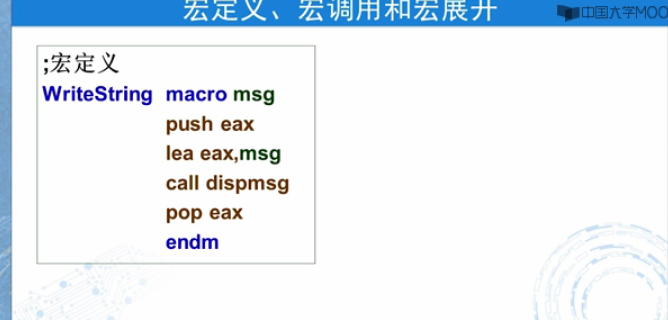 宏定义、宏调用和宏展开
中国大学MOO
;宏定义
WriteString macro msg
push eax
lea eax,msg
call dispmsg
pop eax
endm